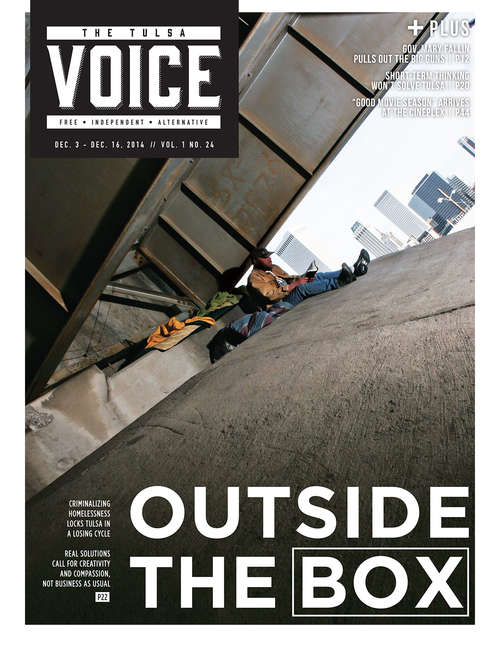 THE TULSA
VOICE
FREE • INDEPENDENT • ALTERNATIVE
DEC. 3 – DEC. 16, 2014 // VOL. 1 NO. 24
+ PLUS
GOV. MARY FALLIN
PULLS OUT THE BIG GUNS | P12
SHORT-TERM THINKING
WON'T SOLVE TULSA | P20
“GOOD MOVIE SEASON” ARRIVES
AT THE CINEPLEX | P44
CRIMINALIZING
HOMELESSNESS
LOCKS TULSA IN
A LOSING CYCLE
REAL SOLUTIONS
CALL FOR CREATIVITY
AND COMPASSION,
NOT BUSINESS AS USUAL
P22
OUTSIDE
THE BOX